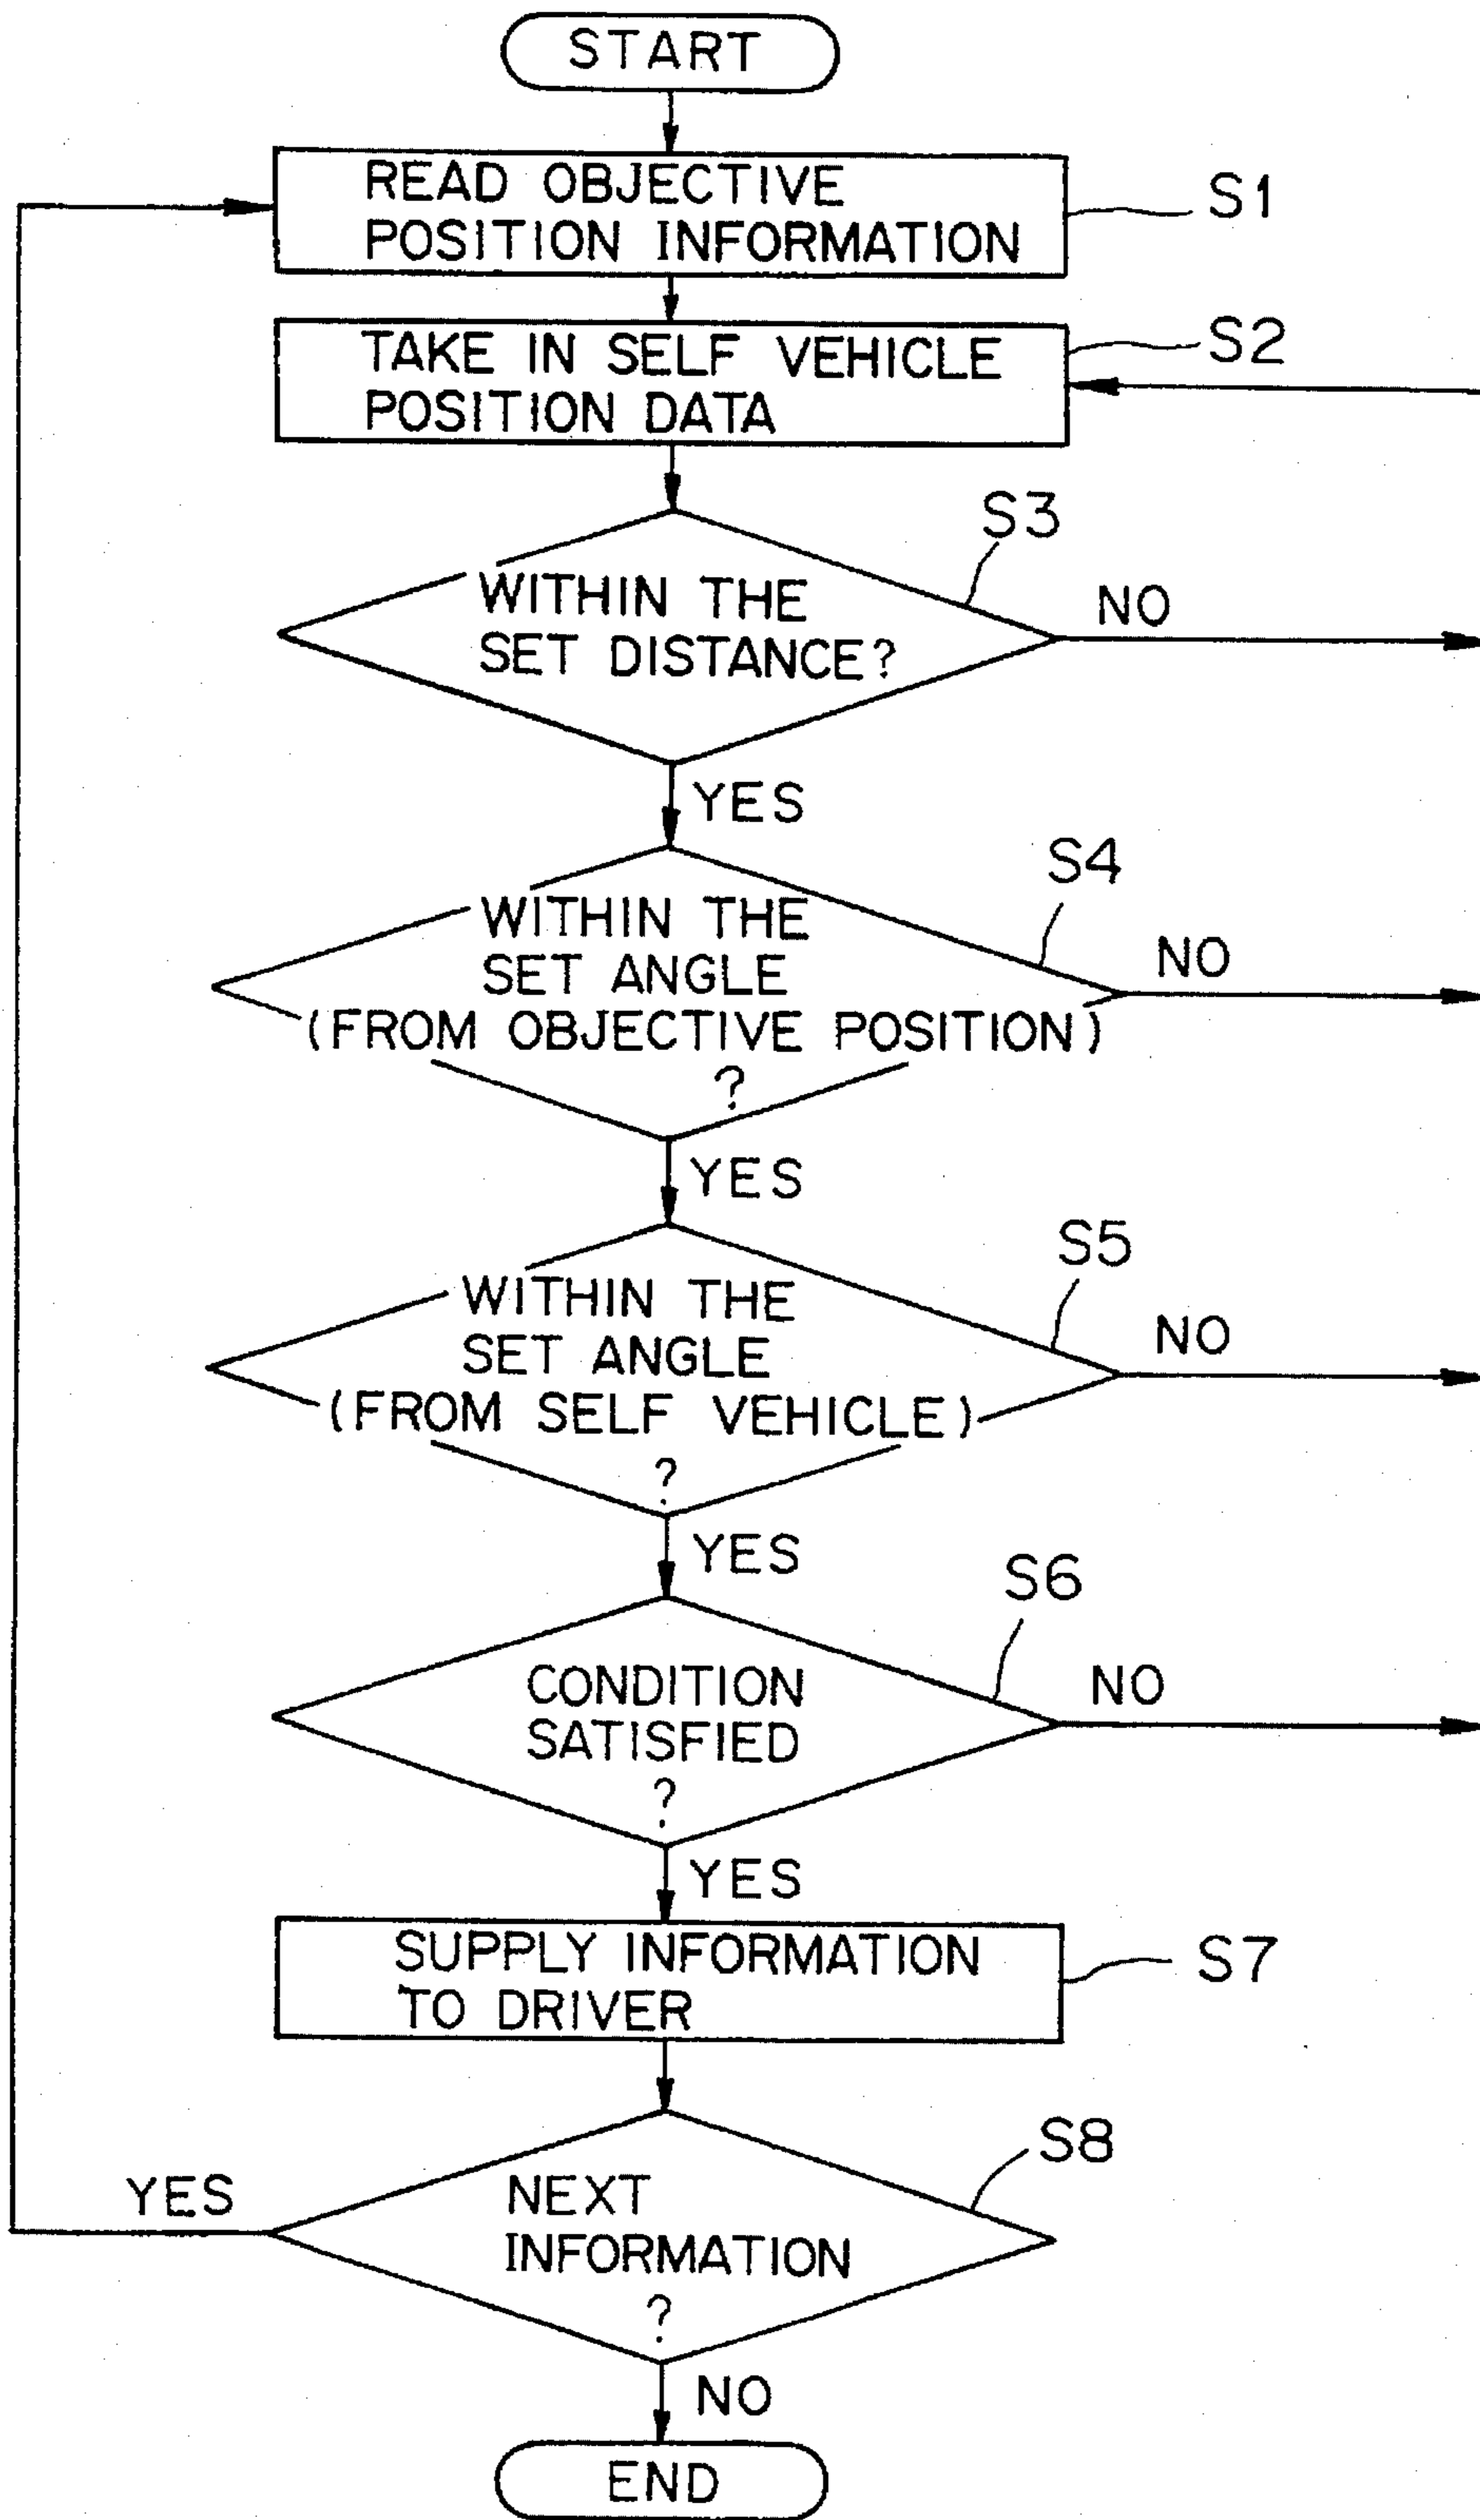 START
READ OBJECTIVE
POSITION INFORMATION
S1
TAKE IN SELF VEHICLE
POSITION DATA
S2
S3
WITHIN THE
SET DISTANCE?
NO
YES
S4
WITHIN THE
SET ANGLE
(FROM OBJECTIVE POSITION)
?
NO
YES
S5
WITHIN THE
SET ANGLE
(FROM SELF VEHICLE)
?
NO
YES
S6
CONDITION
SATISFIED
?
NO
YES
SUPPLY INFORMATION
TO DRIVER
S7
S8
NEXT
INFORMATION
?
YES
NO
END